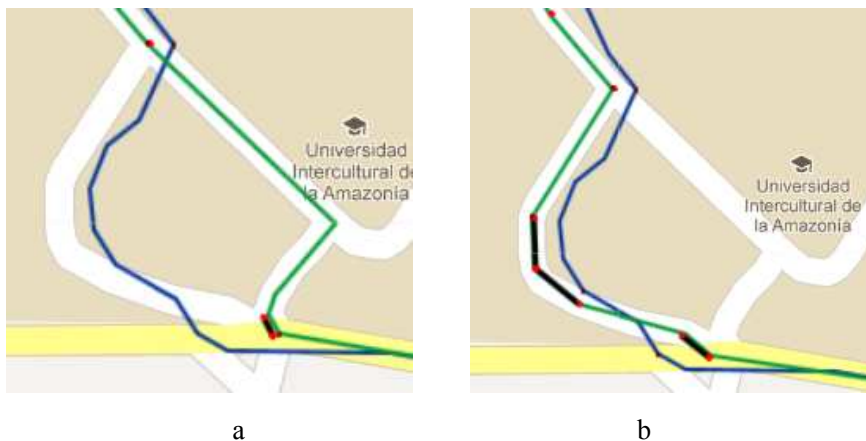 Universidad
Intercultural de
la Amazonía
Universidad
Intercultural de
la Amazonía
a
b